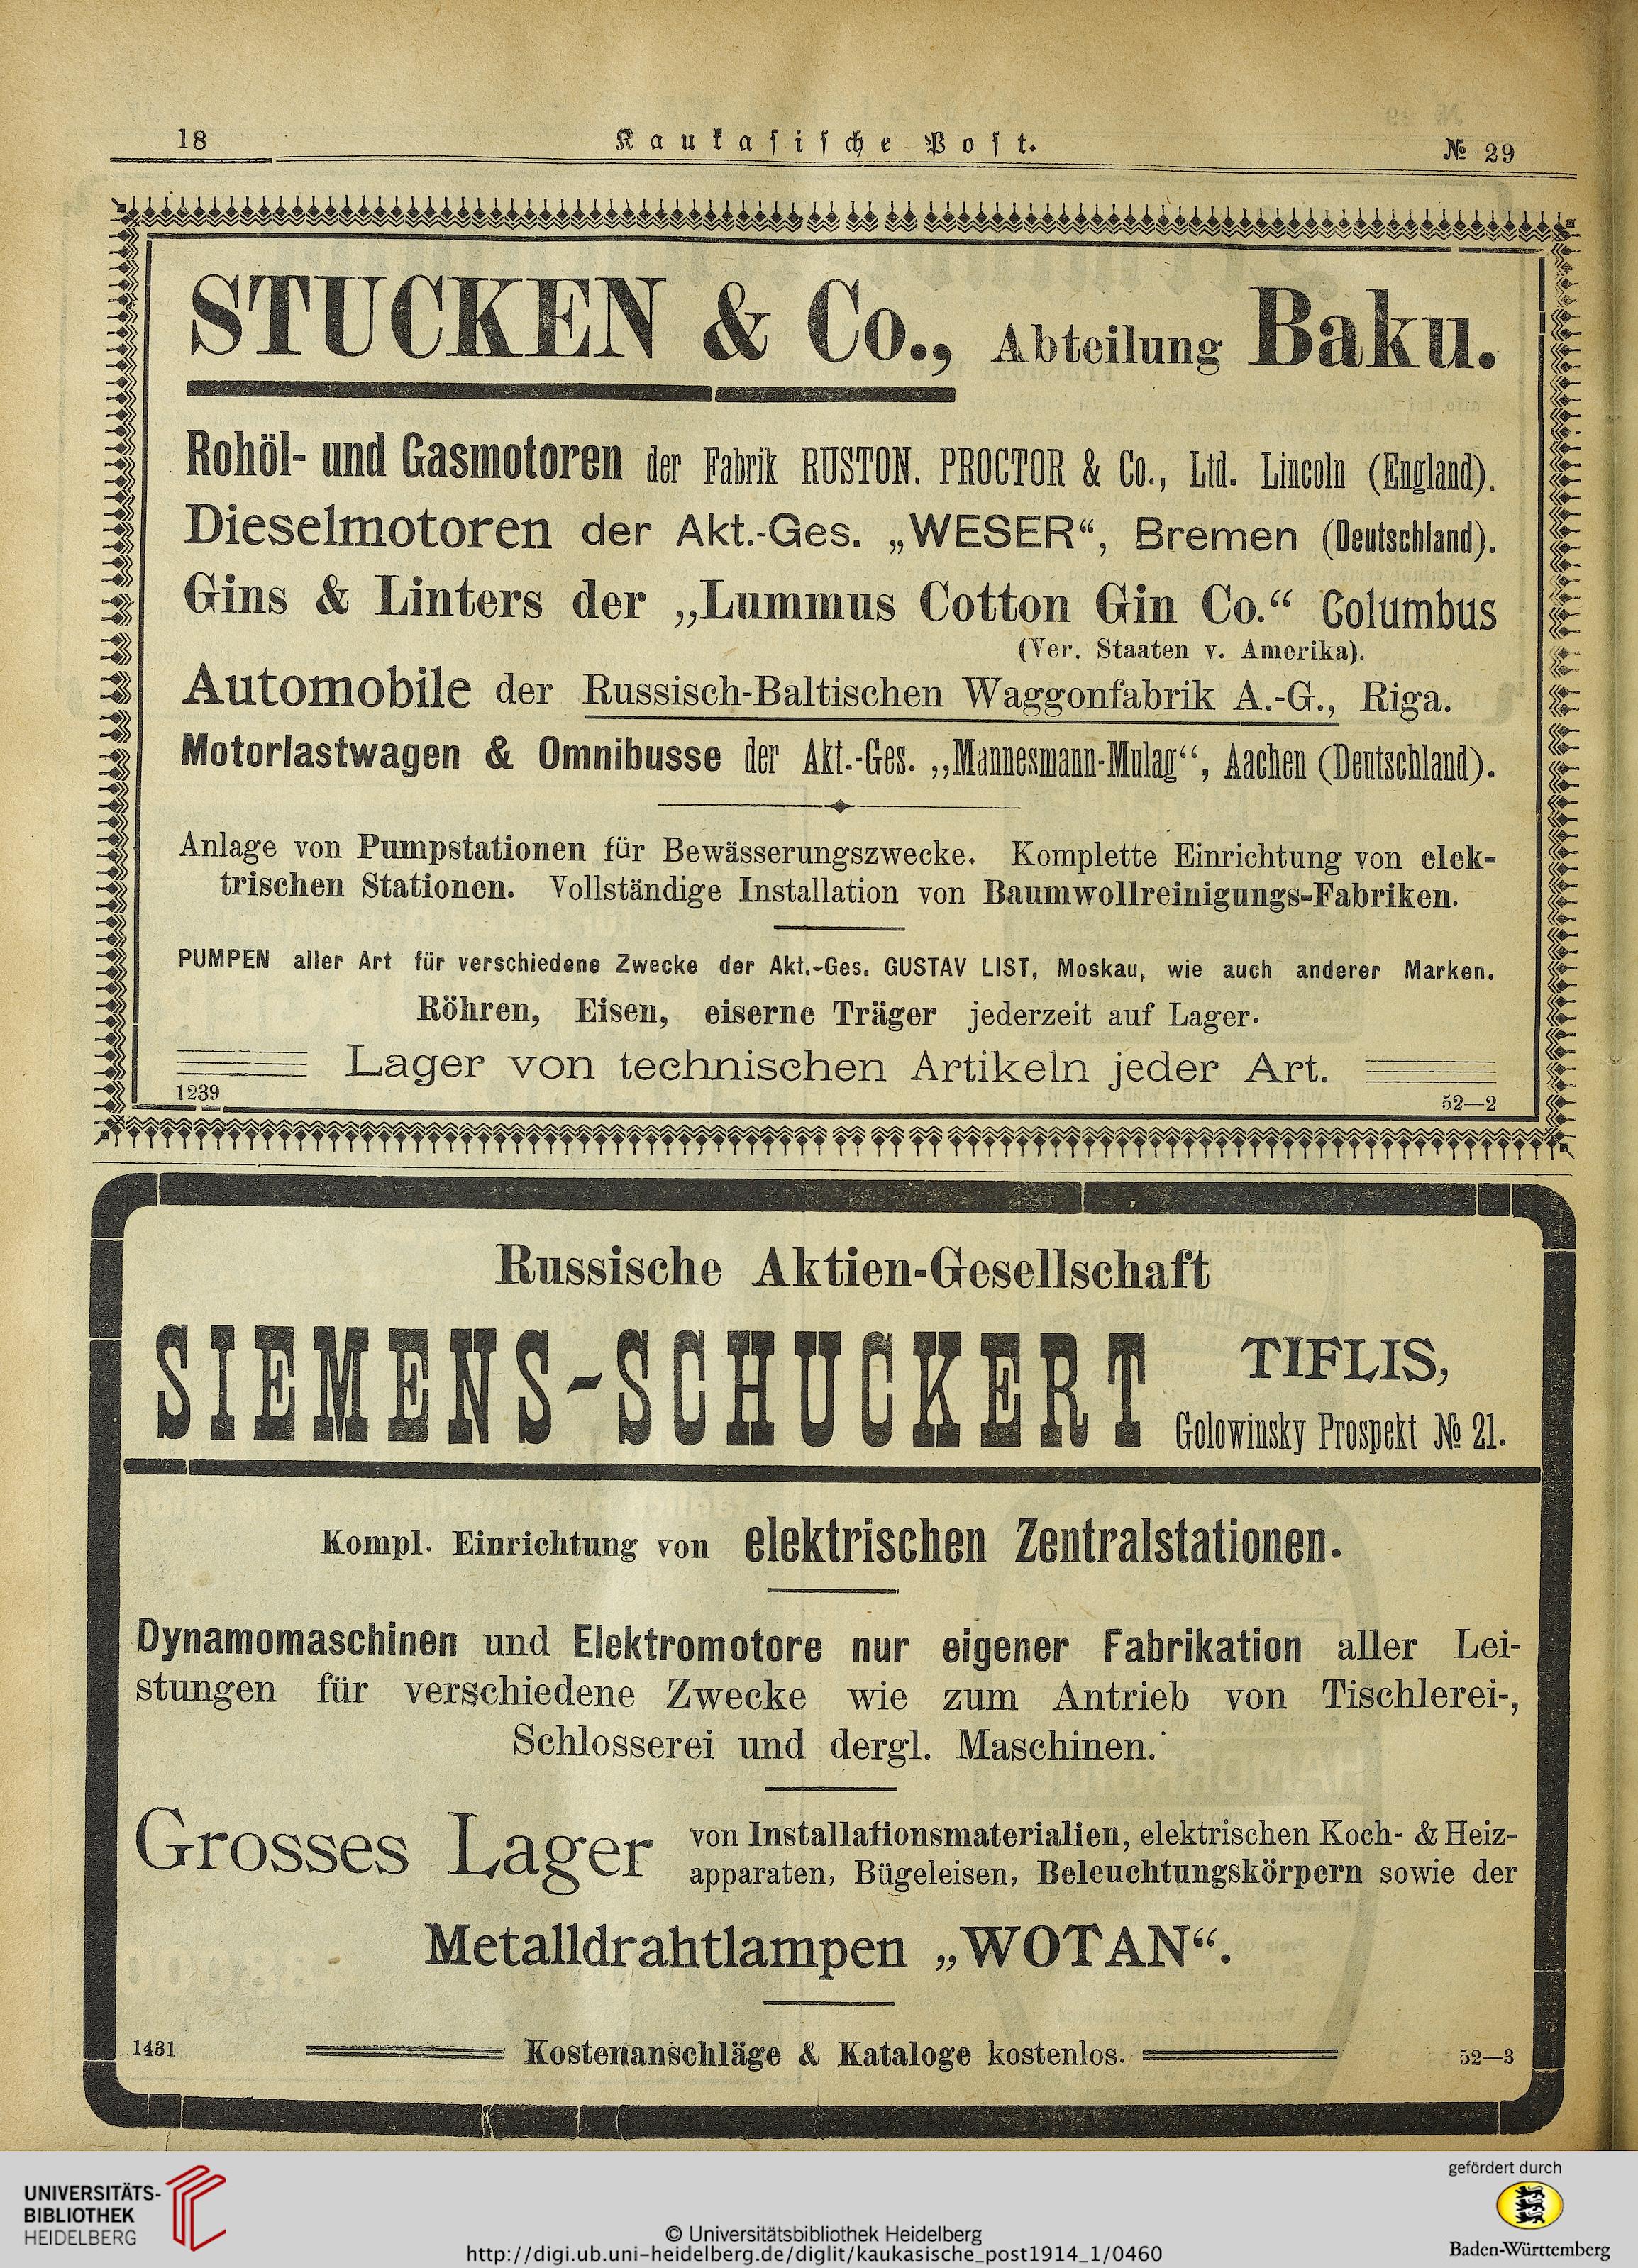 18
Kaukasische Post.
№ 29
STUCKEN & Co., Abteilung Baku.
Rohöl- und Gasmotoren der Fabrik RUSTON. PROCTOR & Co., Ltd. Lincoln (England).
Dieselmotoren der Akt.-Ges. „WESER“, Bremen (Deutschland).
Gins & Linters der „Lummus Cotton Gin Co.“ Columbus
(Ver. Staaten v. Amerika).
Automobile der Russisch-Baltischen Waggonfabrik A.-G., Riga.
Motorlastwagen & Omnibusse der Akt.-Ges. „Mannesmann-Mulag“, Aachen (Deutschland).
Anlage von Pumpstationen für Bewässerungszwecke. Komplette Einrichtung von elek-
trischen Stationen. Vollständige Installation von Baumwollreinigungs-Fabriken.
PUMPEN aller Art für verschiedene Zwecke der Akt.-Ges. GUSTAV LIST, Moskau, wie auch anderer Marken.
Röhren, Eisen, eiserne Träger jederzeit auf Lager.
Lager von technischen Artikeln jeder Art.
1239
52—2
Russische Aktien-Gesellschaft
SIEMENS-SCHUCKERT TIFLIS,
Golowinsky Prospekt № 21.
Kompl. Einrichtung von elektrischen Zentralstationen.
Dynamomaschinen und Elektromotore nur eigener Fabrikation aller Lei-
stungen für verschiedene Zwecke wie zum Antrieb von Tischlerei-,
Schlosserei und dergl. Maschinen.
Grosses Lager von Installationsmaterialien, elektrischen Koch- & Heiz-
apparaten, Bügeleisen, Beleuchtungskörpern sowie der
Metalldrahtlampen „WOTAN“.
1431
Kostenanschläge & Kataloge kostenlos.
52—3
UNIVERSITÄTS-
BIBLIOTHEK
HEIDELBERG
© Universitätsbibliothek Heidelberg
http://digi.ub.uni-heidelberg.de/diglit/kaukasische_post1914_1/0460
gefördert durch
Baden-Württemberg